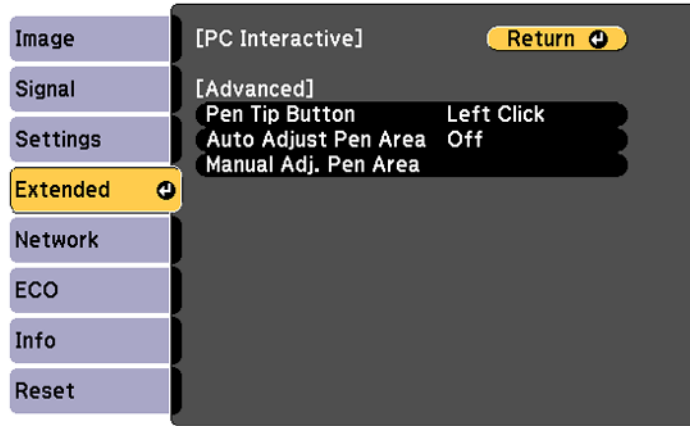 Image
Signal
Settings
Extended
Network
ECO
Info
Reset
[PC Interactive] Return
[Advanced]
Pen Tip Button Left Click
Auto Adjust Pen Area Off
Manual Adj. Pen Area